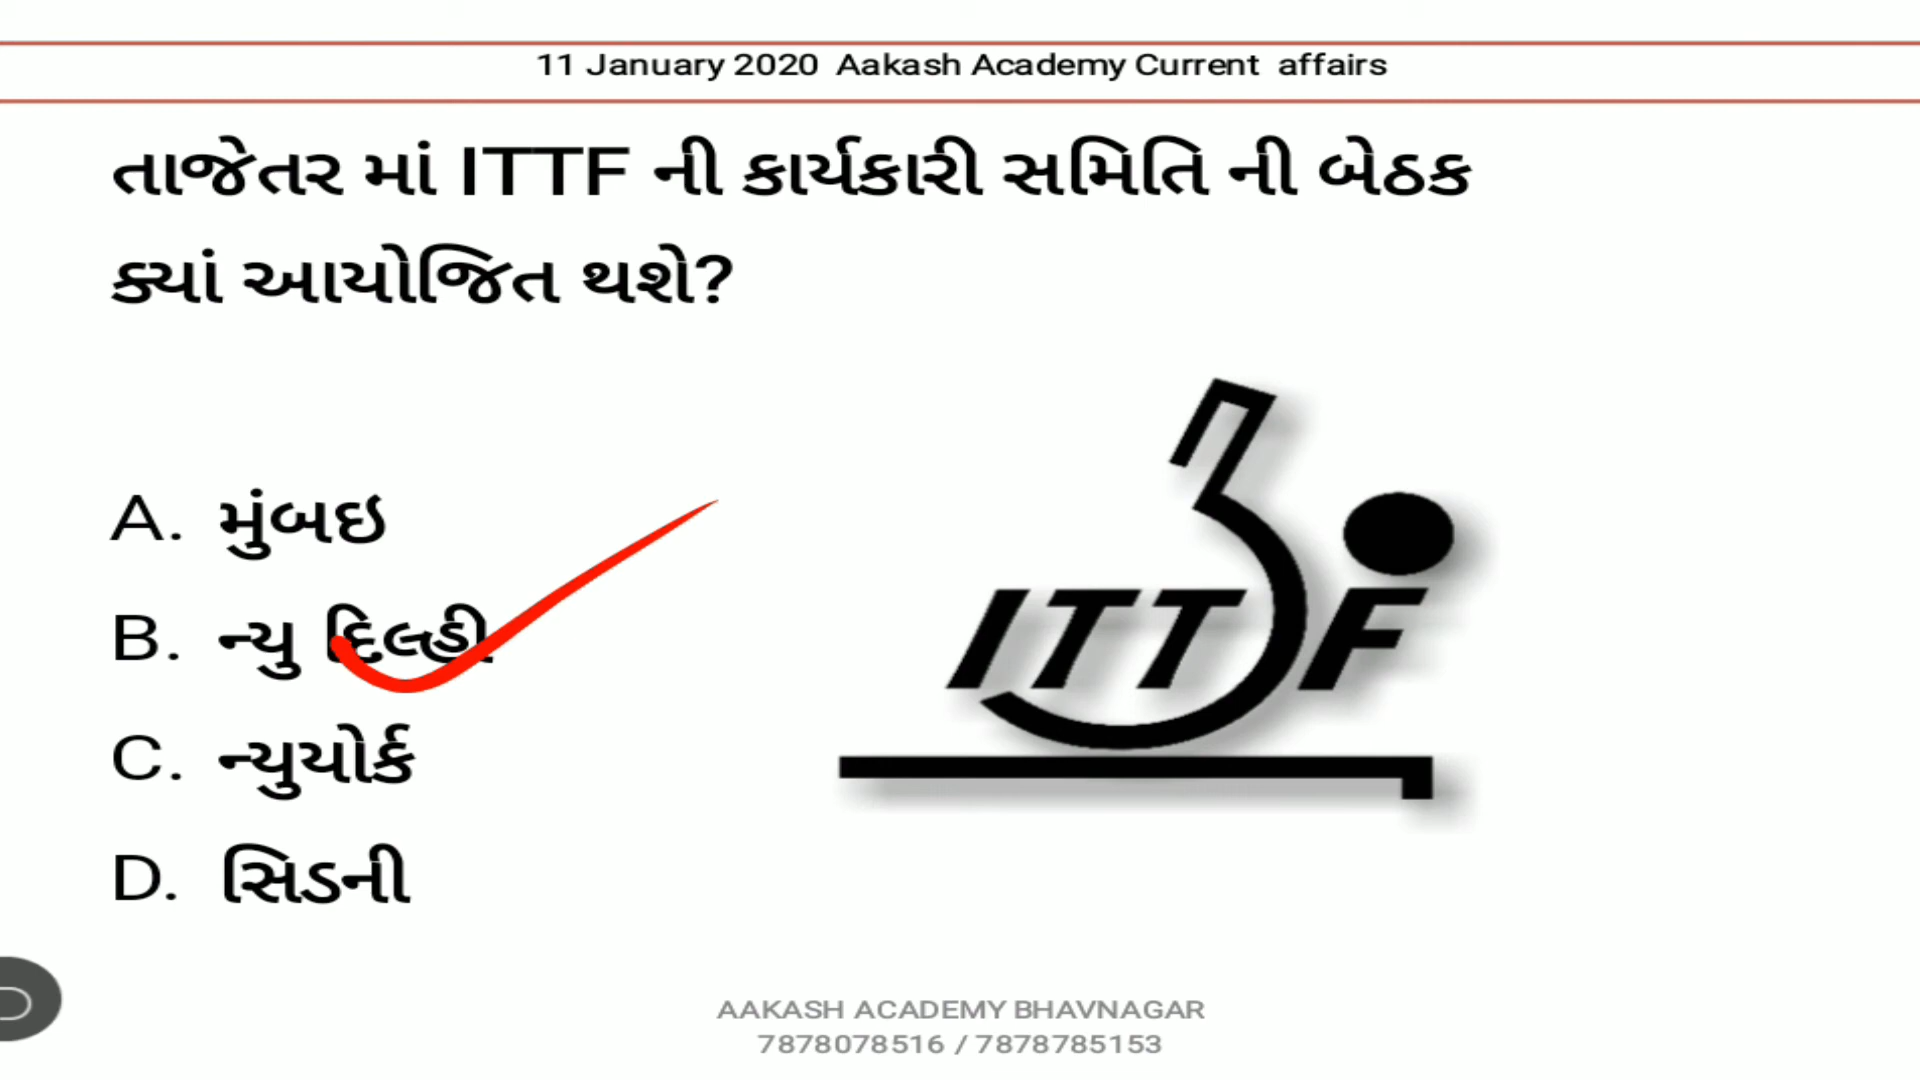 11 January 2020 Aakash Academy Current affairs
તાજેતર માં ITTF ની કાર્યકારી સમિતિ ની બેઠક
ક્યાં આયોજિત થશે?
A. મુંબઇ
B. ન્યુ દિલ્હી
C. ન્યુયોર્ક
D. સિડની
ITTF
AAKASH ACADEMY BHAVNAGAR
7878078516 / 7878785153